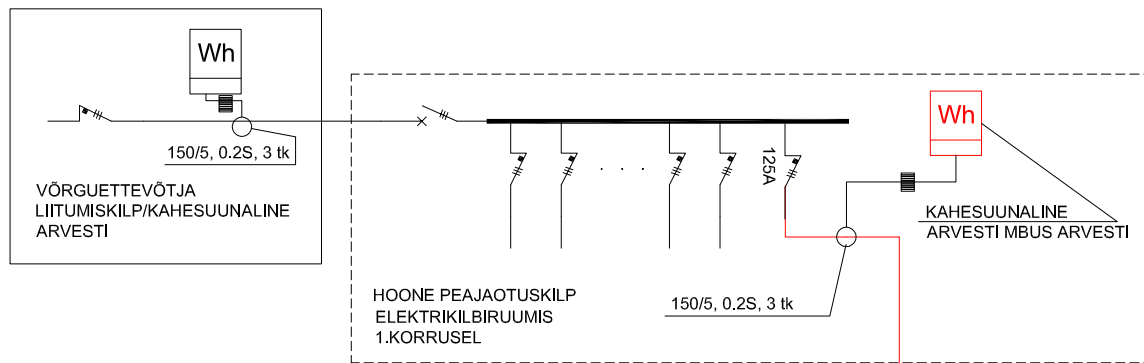 Wh
150/5, 0.2S, 3 tk
VÕRGUETTEVÕTJA
LIITUMISKILP/KAHESUUNALINE
ARVESTI
125A
Wh
KAHESUUNALINE
ARVESTI MBUS ARVESTI
HOONE PEAJAOTUSKILP
ELEKTRIKILBIRUUMIS
1.KORRUSEL
150/5, 0.2S, 3 tk